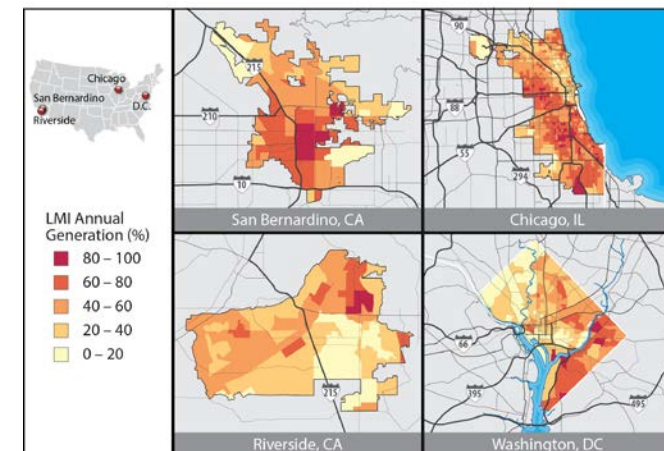 Chicago
San Bernardino
D.C.
Riverside
LMI Annual
Generation (%)
80 – 100
60 – 80
40 – 60
20 – 40
0 – 20
215
210
10
San Bernardino, CA
90
88
55
294
Chicago, IL
215
Riverside, CA
66
395
495
Washington, DC